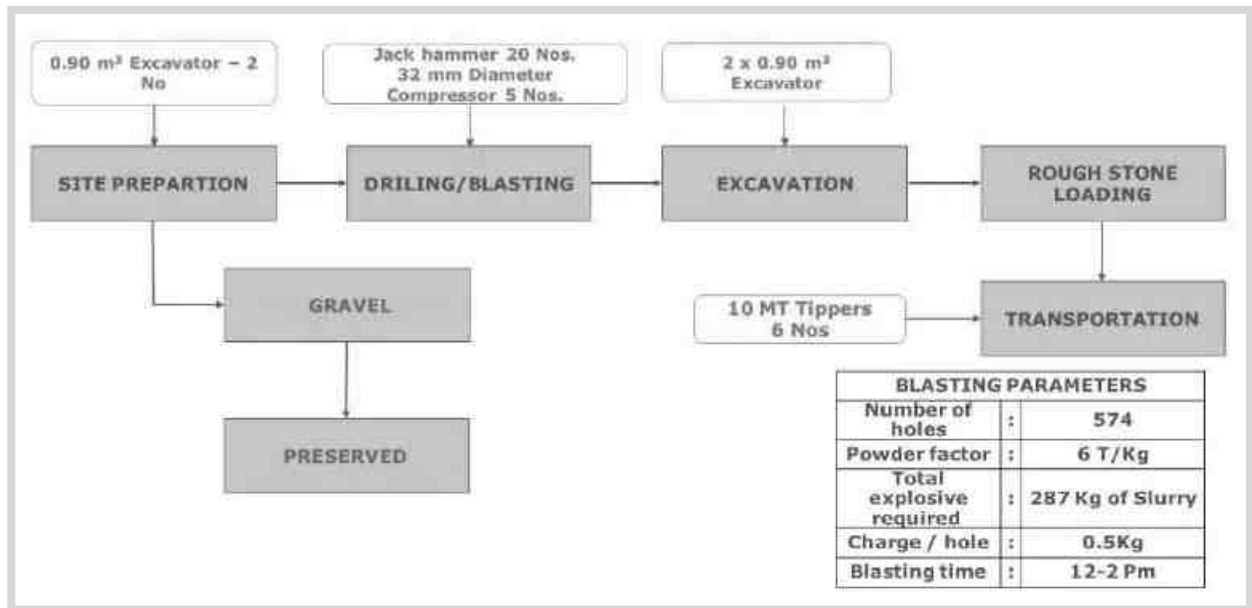 0.90 m³ Excavator – 2
No
Jack hammer 20 Nos.
32 mm Diameter
Compressor 5 Nos.
2 x 0.90 m³
Excavator
SITE PREPARTION
DRILING/BLASTING
EXCAVATION
ROUGH STONE
LOADING
GRAVEL
10 MT Tippers
6 Nos
TRANSPORTATION
PRESERVED
BLASTING PARAMETERS
Number of
holes : 574
Powder factor : 6 T/Kg
Total
explosive : 287 Kg of Slurry
required
Charge / hole : 0.5Kg
Blasting time : 12-2 Pm